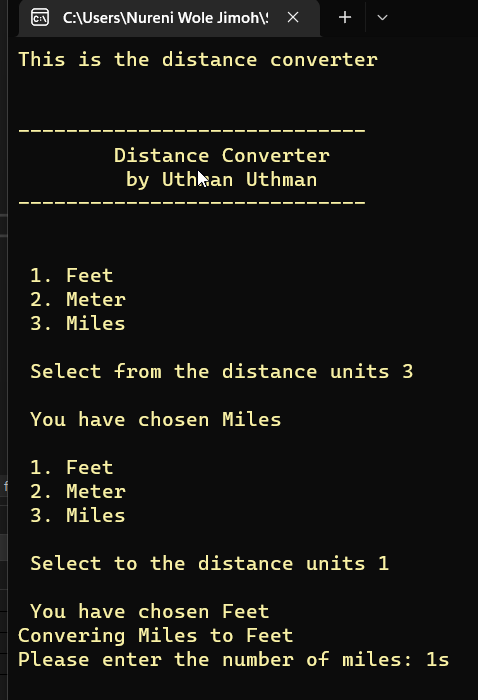 C:\Users\Nureni Wole Jimoh\S
This is the distance converter
-----------------------------
Distance Converter
by Uthman Uthman
-----------------------------
1. Feet
2. Meter
3. Miles
Select from the distance units 3
You have chosen Miles
1. Feet
2. Meter
3. Miles
Select to the distance units 1
You have chosen Feet
Convering Miles to Feet
Please enter the number of miles: 1s